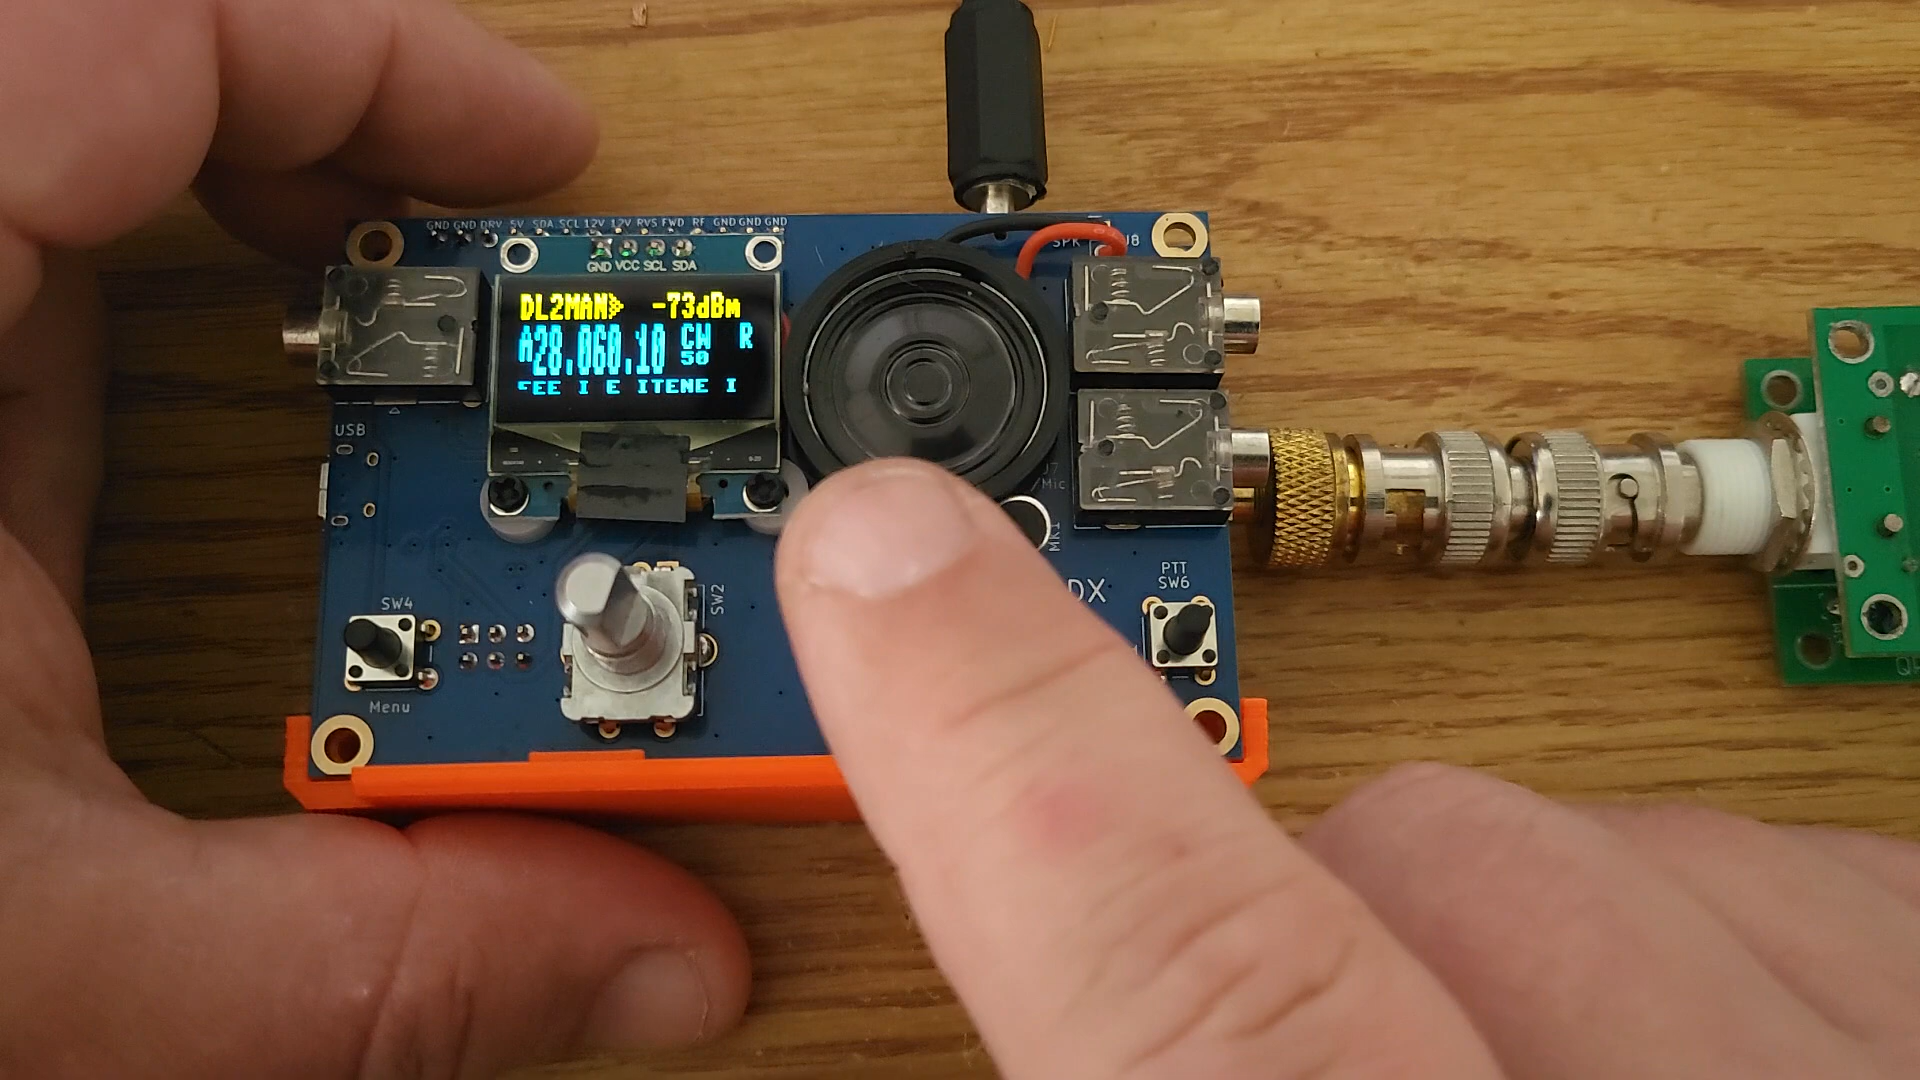 GND GND DRV 5V SDA SCL 12V 12V RVS FWD RF GND GND GND
GND VCC SCL SDA
SPK J8
DL2MAN -73dBm
A28.060.10 CW R
50
EE I E ITENE I
USB
J7
/Mic
MK1
DX
PTT
SW6
SW2
SW4
Menu